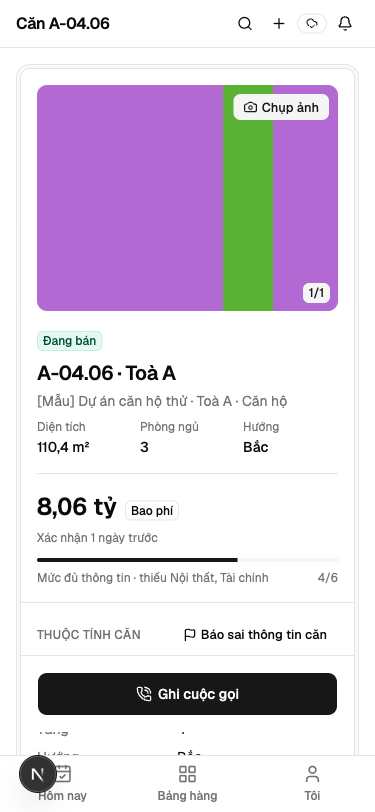 Căn A-04.06
Chụp ảnh
1/1
Đang bán
A-04.06 · Toà A
[Mẫu] Dự án căn hộ thử · Toà A · Căn hộ
Diện tích Phòng ngủ Hướng
110,4 m² 3 Bắc
8,06 tỷ Bao phí
Xác nhận 1 ngày trước
Mức đủ thông tin · thiếu Nội thất, Tài chính 4/6
THUỘC TÍNH CĂN Báo sai thông tin căn
Ghi cuộc gọi
N
Hôm nay Bảng hàng Tôi